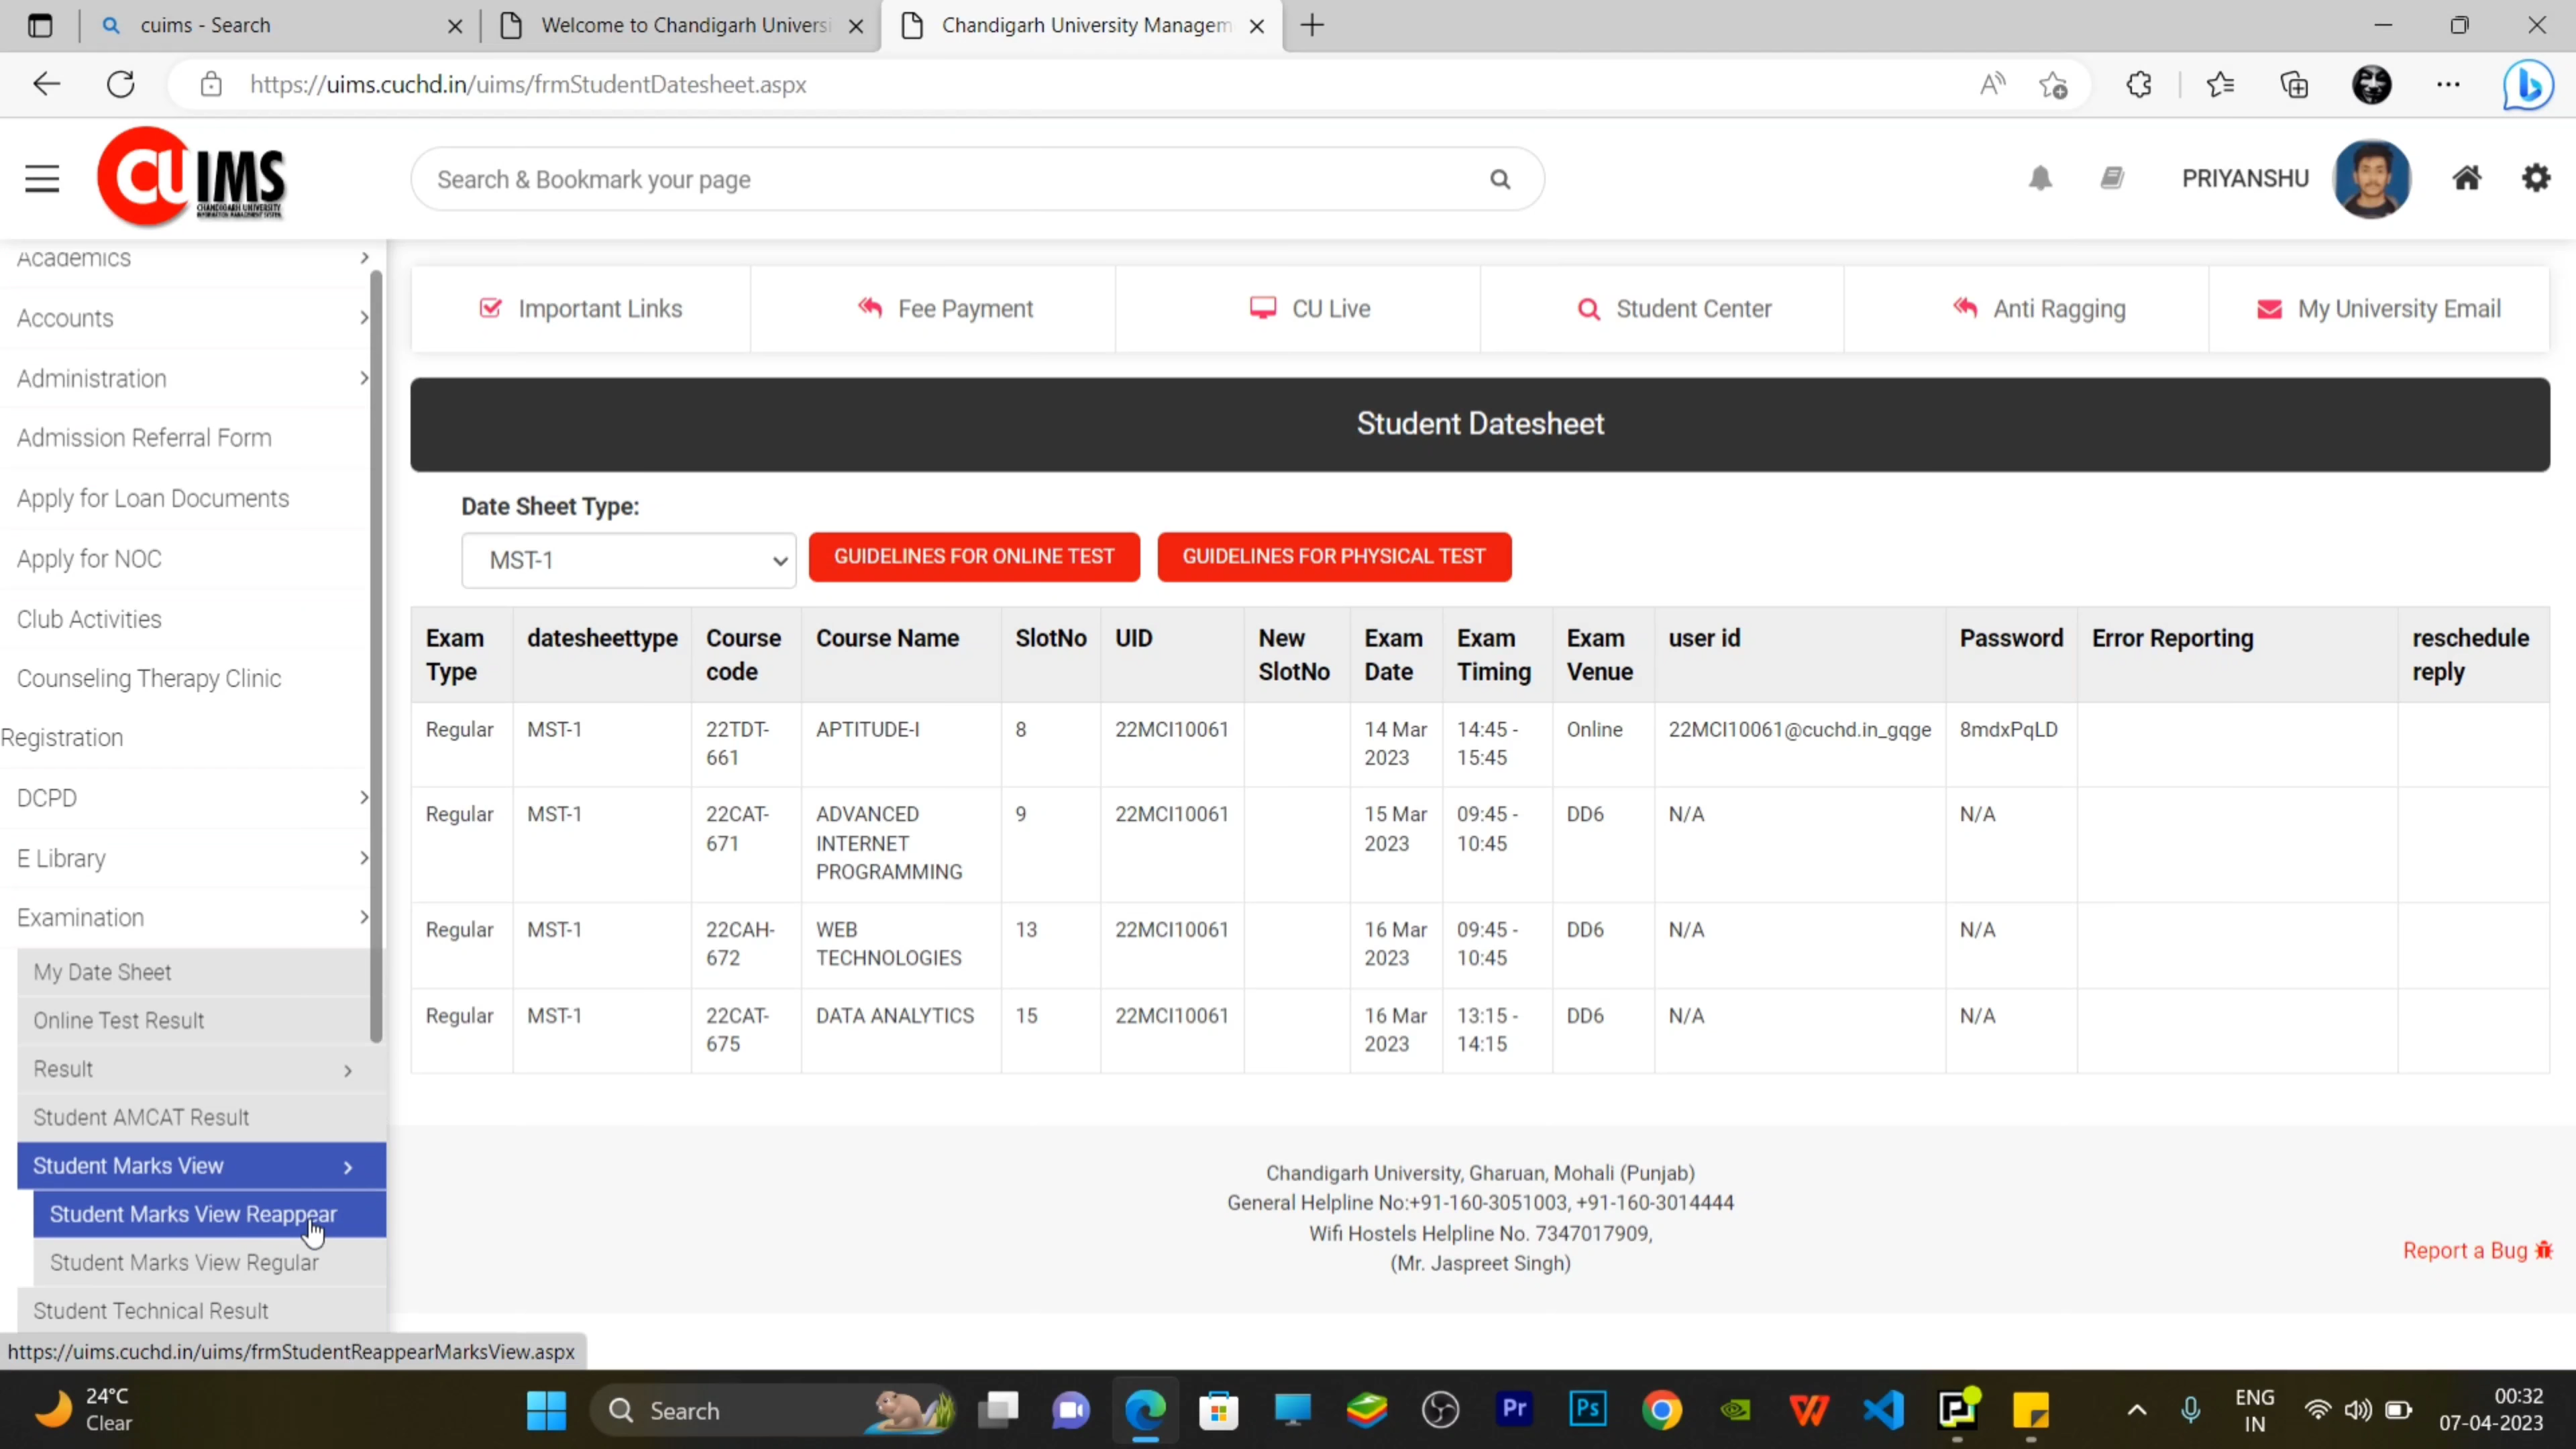 cuims - Search
Welcome to Chandigarh Universi
Chandigarh University Managem
https://uims.cuchd.in/uims/frmStudentDatesheet.aspx
CU IMS
CHANDIGARH UNIVERSITY
INFORMATION MANAGEMENT SYSTEM
Search & Bookmark your page
PRIYANSHU
Academics
Accounts
Administration
Admission Referral Form
Apply for Loan Documents
Apply for NOC
Club Activities
Counseling Therapy Clinic
Registration
DCPD
E Library
Examination
My Date Sheet
Online Test Result
Result
Student AMCAT Result
Student Marks View
Student Marks View Reappear
Student Marks View Regular
Student Technical Result
https://uims.cuchd.in/uims/frmStudentReappearMarksView.aspx
Important Links
Fee Payment
CU Live
Student Center
Anti Ragging
My University Email
Student Datesheet
Date Sheet Type:
MST-1
GUIDELINES FOR ONLINE TEST
GUIDELINES FOR PHYSICAL TEST
Exam Type datesheettype Course code Course Name SlotNo UID New SlotNo Exam Date Exam Timing Exam Venue user id Password Error Reporting reschedule reply
Regular MST-1 22TDT-661 APTITUDE-I 8 22MCI10061 14 Mar 2023 14:45 - 15:45 Online 22MCI10061@cuchd.in_gqge 8mdxPqLD
Regular MST-1 22CAT-671 ADVANCED INTERNET PROGRAMMING 9 22MCI10061 15 Mar 2023 09:45 - 10:45 DD6 N/A N/A
Regular MST-1 22CAH-672 WEB TECHNOLOGIES 13 22MCI10061 16 Mar 2023 09:45 - 10:45 DD6 N/A N/A
Regular MST-1 22CAT-675 DATA ANALYTICS 15 22MCI10061 16 Mar 2023 13:15 - 14:15 DD6 N/A N/A
Chandigarh University, Gharuan, Mohali (Punjab)
General Helpline No:+91-160-3051003, +91-160-3014444
Wifi Hostels Helpline No. 7347017909,
(Mr. Jaspreet Singh)
Report a Bug
24°C
Clear
Search
Pr
Ps
ENG
IN
00:32
07-04-2023